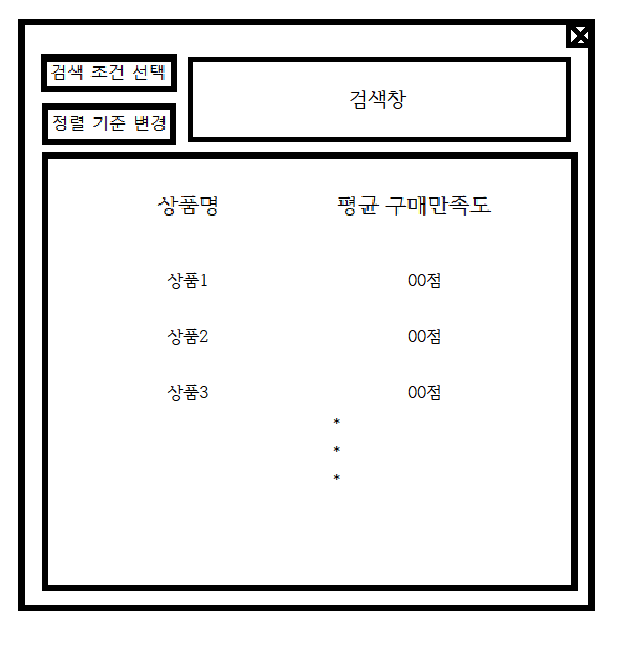 검색 조건 선택
검색창
정렬 기준 변경
상품명 평균 구매만족도
상품1 00점
상품2 00점
상품3 00점
*
*
*